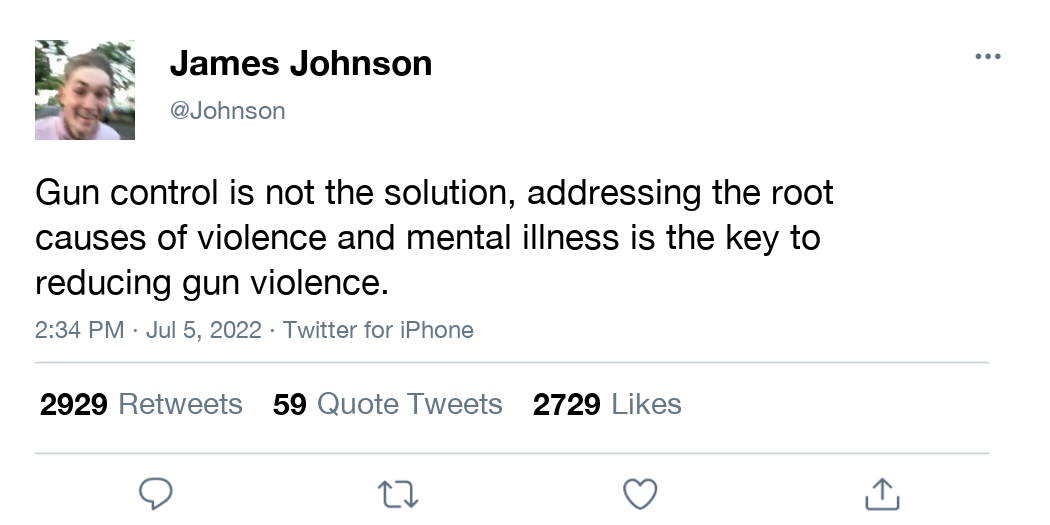 James Johnson
@Johnson
Gun control is not the solution, addressing the root
causes of violence and mental illness is the key to
reducing gun violence.
2:34 PM · Jul 5, 2022 · Twitter for iPhone
2929 Retweets 59 Quote Tweets 2729 Likes